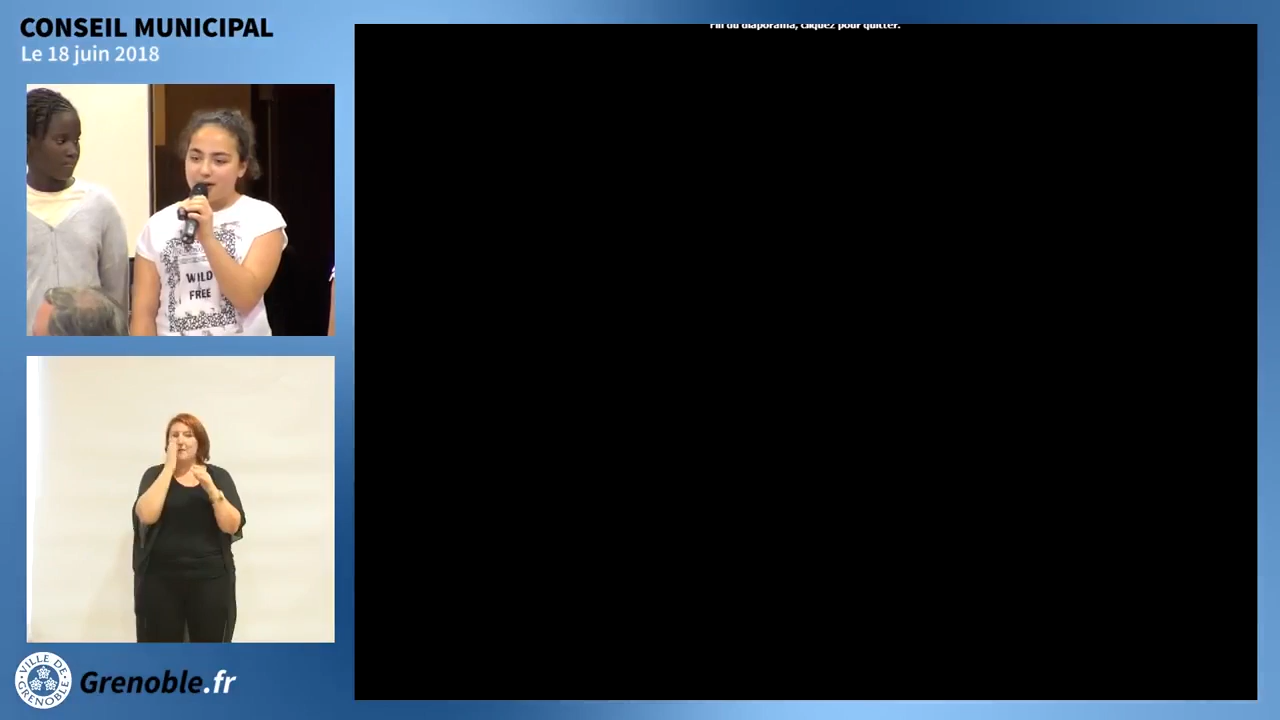 CONSEIL MUNICIPAL
Le 18 juin 2018
Fin du diaporama, cliquez pour quitter.
WILD
FREE
VILLE DE
GRENOBLE
Grenoble.fr